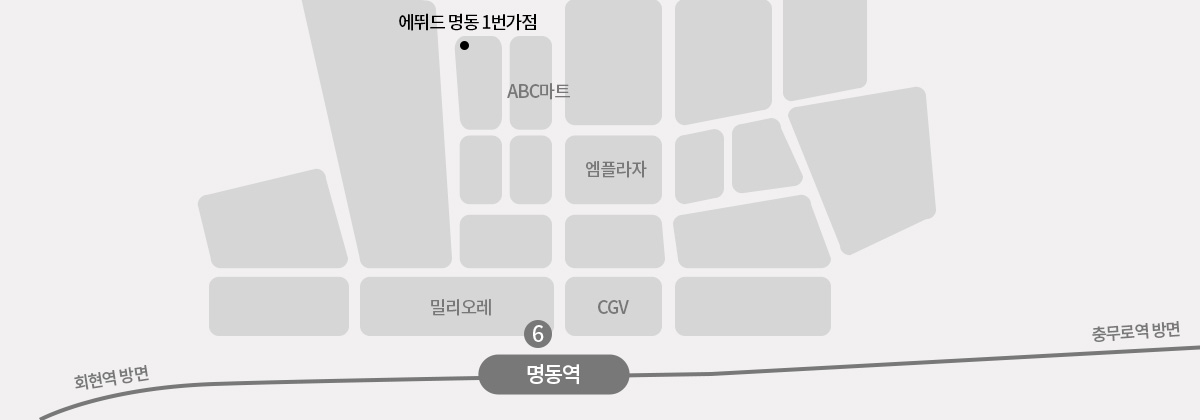 에뛰드 명동 1번가점
ABC마트
엠플라자
밀리오레
CGV
6
충무로역 방면
회현역 방면
명동역